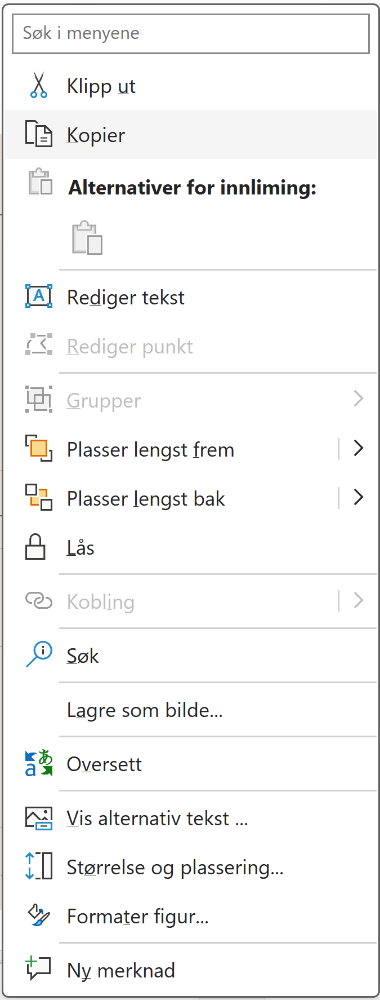 Søk i menyene
Klipp ut
Kopier
Alternativer for innliming:
Rediger tekst
Rediger punkt
Grupper
Plasser lengst frem
Plasser lengst bak
Lås
Kobling
Søk
Lagre som bilde...
Oversett
Vis alternativ tekst ...
Størrelse og plassering...
Formater figur...
Ny merknad